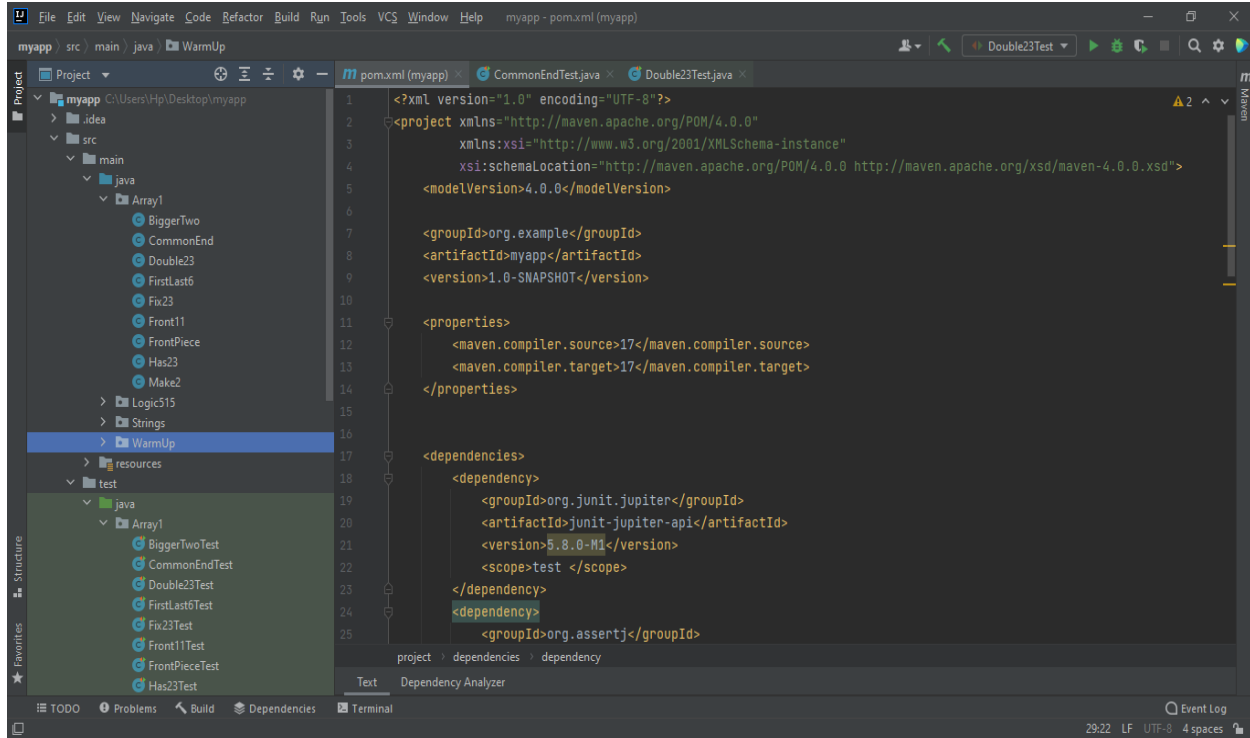 File Edit View Navigate Code Refactor Build Run Tools VCS Window Help myapp - pom.xml (myapp)
myapp src main java WarmUp Double23Test
Project pom.xml (myapp) CommonEndTest.java Double23Test.java
Project
Maven
myapp C:\Users\Hp\Desktop\myapp
.idea
src
main
java
Array1
BiggerTwo
CommonEnd
Double23
FirstLast6
Fix23
Front11
FrontPiece
Has23
Make2
Logic515
Strings
WarmUp
resources
test
java
Array1
BiggerTwoTest
CommonEndTest
Double23Test
FirstLast6Test
Fix23Test
Front11Test
FrontPieceTest
Has23Test
Structure
Favorites
2
1 <?xml version="1.0" encoding="UTF-8"?>
2 <project xmlns="http://maven.apache.org/POM/4.0.0"
3 xmlns:xsi="http://www.w3.org/2001/XMLSchema-instance"
4 xsi:schemaLocation="http://maven.apache.org/POM/4.0.0 http://maven.apache.org/xsd/maven-4.0.0.xsd">
5 <modelVersion>4.0.0</modelVersion>
6
7 <groupId>org.example</groupId>
8 <artifactId>myapp</artifactId>
9 <version>1.0-SNAPSHOT</version>
10
11 <properties>
12 <maven.compiler.source>17</maven.compiler.source>
13 <maven.compiler.target>17</maven.compiler.target>
14 </properties>
15
16
17 <dependencies>
18 <dependency>
19 <groupId>org.junit.jupiter</groupId>
20 <artifactId>junit-jupiter-api</artifactId>
21 <version>5.8.0-M1</version>
22 <scope>test </scope>
23 </dependency>
24 <dependency>
25 <groupId>org.assertj</groupId>
project dependencies dependency
Text Dependency Analyzer
TODO Problems Build Dependencies Terminal Event Log
29:22 LF UTF-8 4 spaces